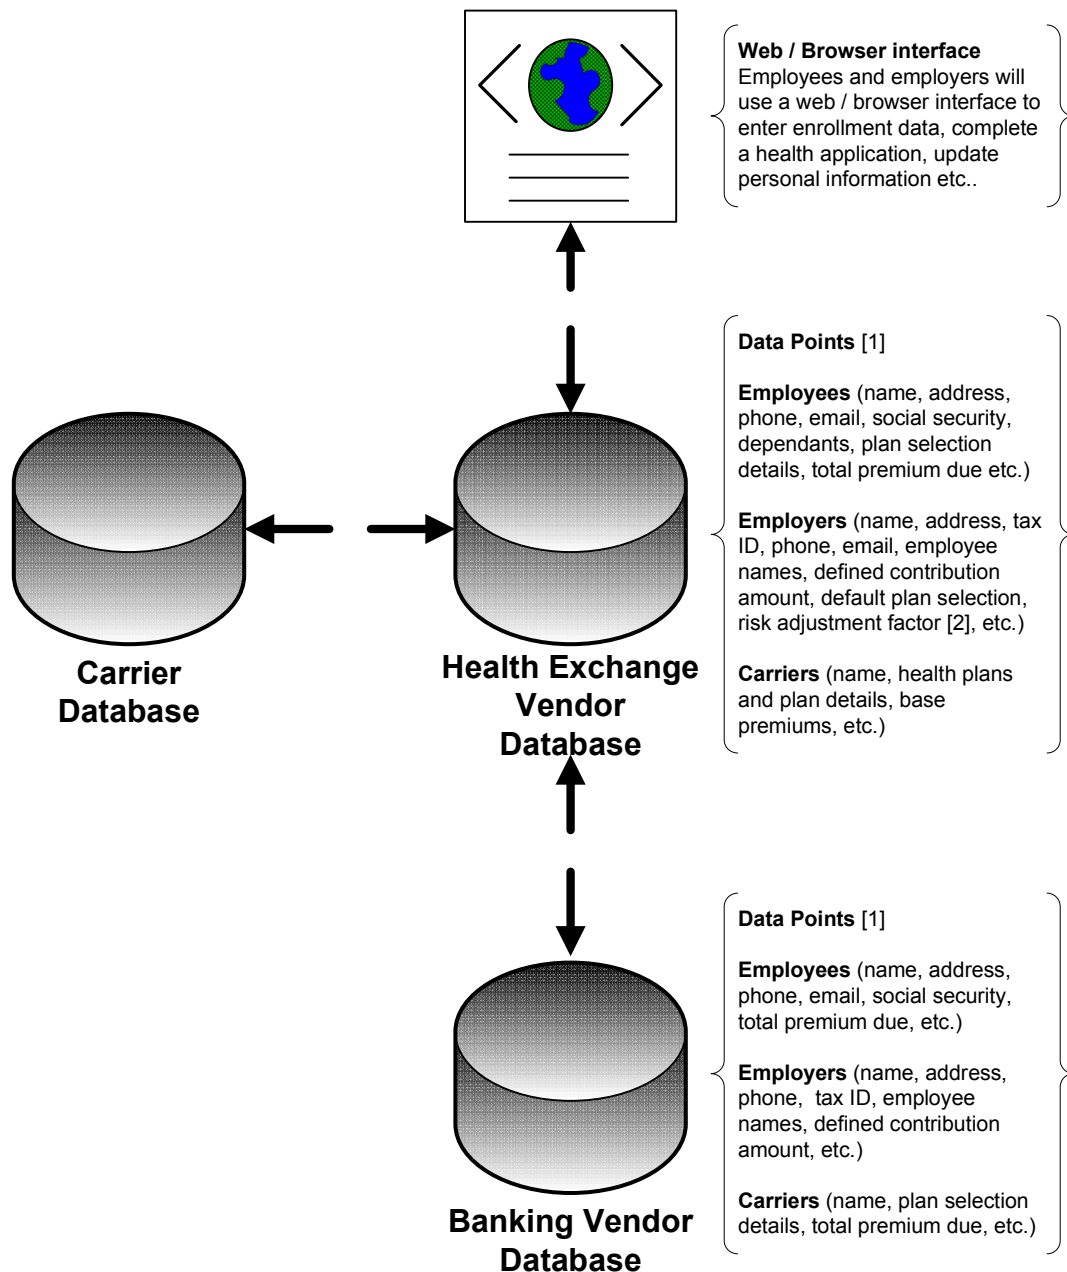 Web / Browser interface
Employees and employers will
use a web / browser interface to
enter enrollment data, complete
a health application, update
personal information etc..
Data Points [1]
Employees (name, address,
phone, email, social security,
dependants, plan selection
details, total premium due etc.)
Employers (name, address, tax
ID, phone, email, employee
names, defined contribution
amount, default plan selection,
risk adjustment factor [2], etc.)
Carriers (name, health plans
and plan details, base
premiums, etc.)
Carrier
Database
Health Exchange
Vendor
Database
Data Points [1]
Employees (name, address,
phone, email, social security,
total premium due, etc.)
Employers (name, address,
phone, tax ID, employee
names, defined contribution
amount, etc.)
Carriers (name, plan selection
details, total premium due, etc.)
Banking Vendor
Database